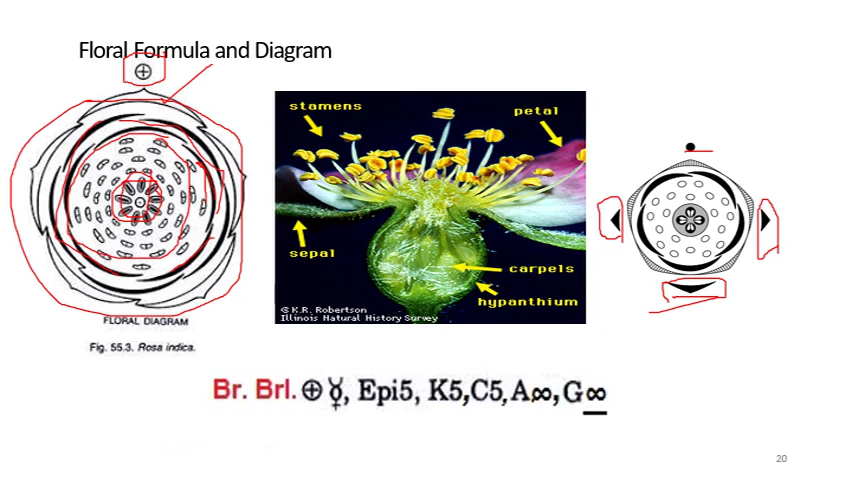 Floral Formula and Diagram
stamens
petal
sepal
carpels
hypanthium
© K.R. Robertson
Illinois Natural History Survey
FLORAL DIAGRAM
Fig. 55.3. Rosa indica.
Br. Brl. ⊕ ⚥, Epi5, K5,C5,A∞,G∞
20